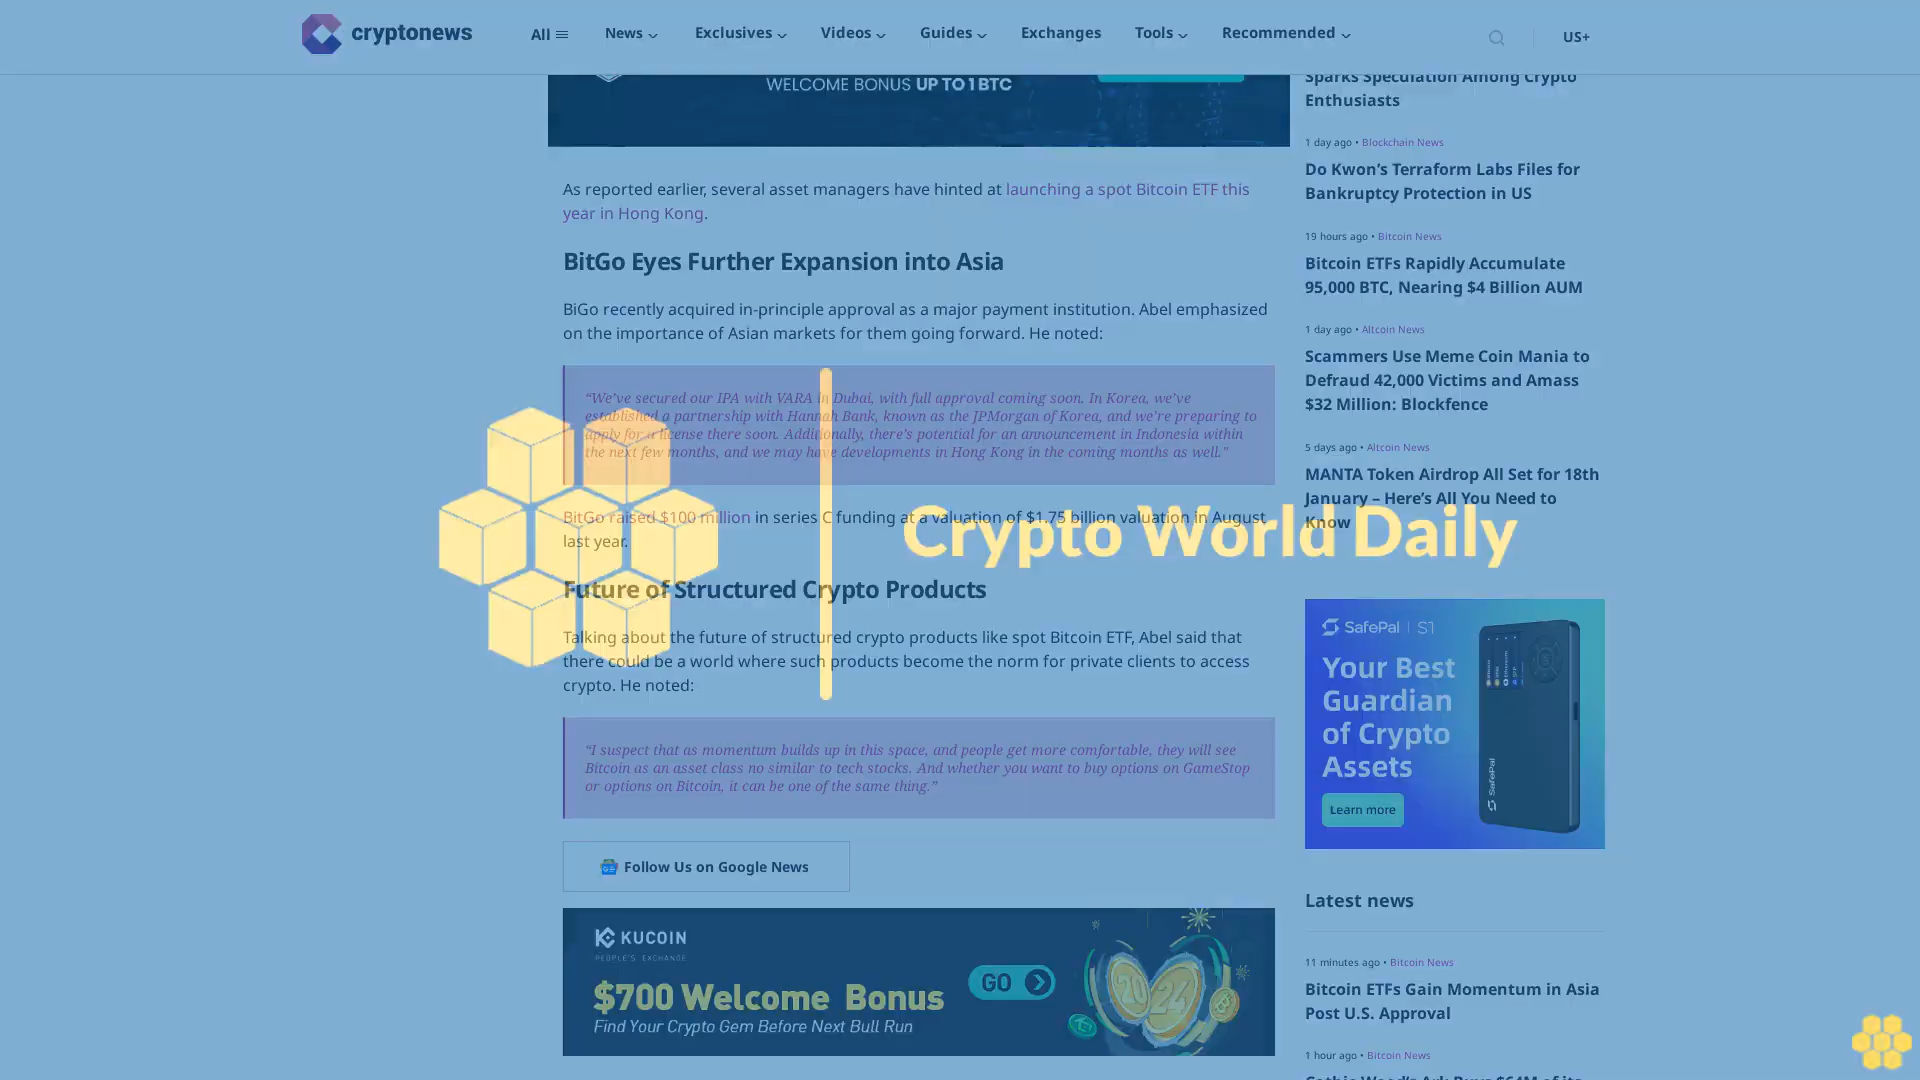 cryptonews
All
News
Exclusives
Videos
Guides
Exchanges
Tools
Recommended
US+
WELCOME BONUS UP TO 1 BTC
As reported earlier, several asset managers have hinted at launching a spot Bitcoin ETF this
year in Hong Kong.
BitGo Eyes Further Expansion into Asia
BiGo recently acquired in-principle approval as a major payment institution. Abel emphasized
on the importance of Asian markets for them going forward. He noted:
“We’ve secured our IPA with VARA in Dubai, with full approval coming soon. In Korea, we’ve
established a partnership with Hannah Bank, known as the JPMorgan of Korea, and we’re preparing to
apply for a license there soon. Additionally, there’s potential for an announcement in Indonesia within
the next few months, and we may have developments in Hong Kong in the coming months as well.”
BitGo raised $100 million in series C funding at a valuation of $1.75 billion valuation in August
last year.
Crypto World Daily
Future of Structured Crypto Products
Talking about the future of structured crypto products like spot Bitcoin ETF, Abel said that
there could be a world where such products become the norm for private clients to access
crypto. He noted:
“I suspect that as momentum builds up in this space, and people get more comfortable, they will see
Bitcoin as an asset class no similar to tech stocks. And whether you want to buy options on GameStop
or options on Bitcoin, it can be one of the same thing.”
Follow Us on Google News
KUCOIN
PEOPLE'S EXCHANGE
$700 Welcome Bonus
Find Your Crypto Gem Before Next Bull Run
GO
20
24
Sparks Speculation Among Crypto
Enthusiasts
1 day ago • Blockchain News
Do Kwon’s Terraform Labs Files for
Bankruptcy Protection in US
19 hours ago • Bitcoin News
Bitcoin ETFs Rapidly Accumulate
95,000 BTC, Nearing $4 Billion AUM
1 day ago • Altcoin News
Scammers Use Meme Coin Mania to
Defraud 42,000 Victims and Amass
$32 Million: Blockfence
5 days ago • Altcoin News
MANTA Token Airdrop All Set for 18th
January – Here’s All You Need to
Know
SafePal | S1
Your Best
Guardian
of Crypto
Assets
Learn more
SafePal
Latest news
11 minutes ago • Bitcoin News
Bitcoin ETFs Gain Momentum in Asia
Post U.S. Approval
1 hour ago • Bitcoin News
Cathie Wood’s Ark Buys $64M of its